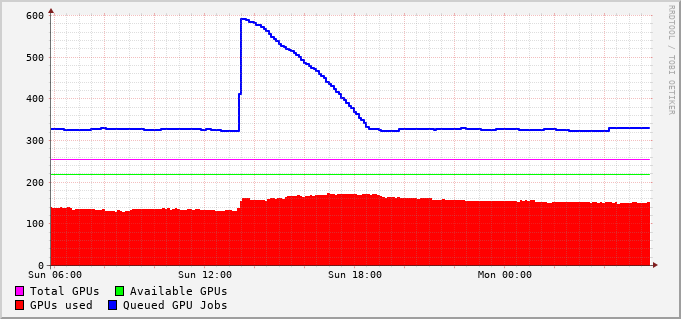 600
500
400
300
200
100
0
Sun 06:00 Sun 12:00 Sun 18:00 Mon 00:00
Total GPUs Available GPUs
GPUs used Queued GPU Jobs
RRDTOOL / TOBI OETIKER